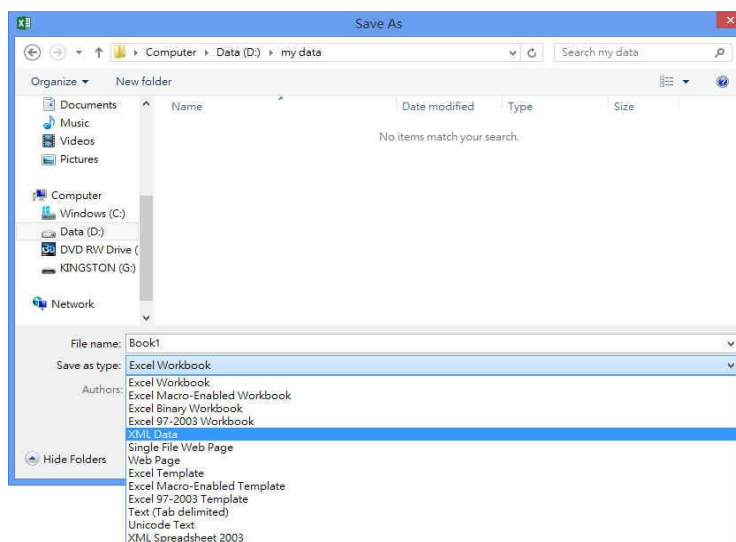 Save As
Computer ▸ Data (D:) ▸ my data
Search my data
Organize
New folder
Documents
Music
Videos
Pictures
Computer
Windows (C:)
Data (D:)
DVD RW Drive (
KINGSTON (G:)
Network
Name Date modified Type Size
No items match your search.
File name: Book1
Save as type: Excel Workbook
Authors:
Excel Workbook
Excel Macro-Enabled Workbook
Excel Binary Workbook
Excel 97-2003 Workbook
XML Data
Single File Web Page
Web Page
Excel Template
Excel Macro-Enabled Template
Excel 97-2003 Template
Text (Tab delimited)
Unicode Text
XML Spreadsheet 2003
Hide Folders